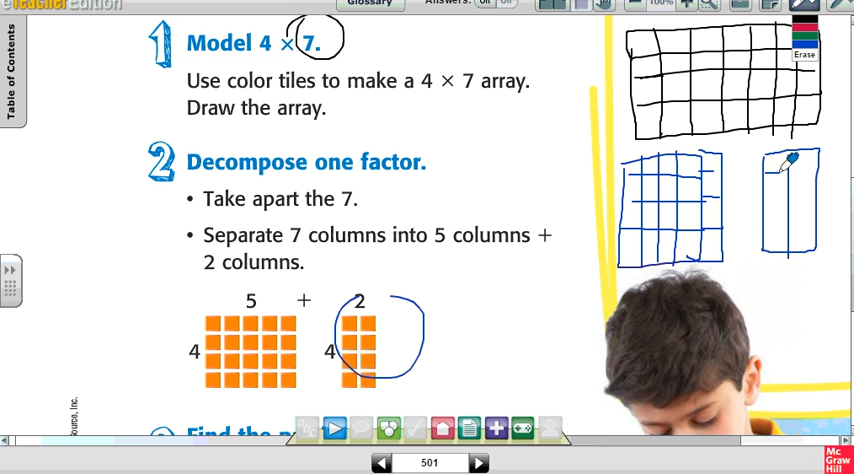 eTeacherEdition
Glossary
Answers: On Off
100%
Erase
Table of Contents
1 Model 4 × 7.
Use color tiles to make a 4 × 7 array.
Draw the array.
2 Decompose one factor.
• Take apart the 7.
• Separate 7 columns into 5 columns +
2 columns.
5 + 2
4 4
Find the
ource, Inc.
501
Mc
Graw
Hill